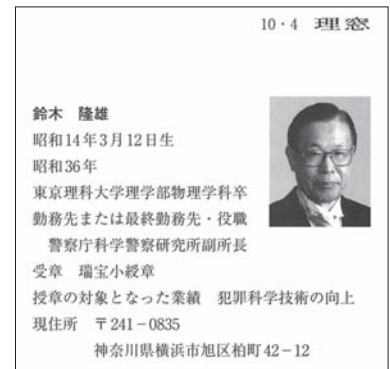 10・4 理窓
鈴木 隆雄
昭和14年3月12日生
昭和36年
東京理科大学理学部物理学科卒
勤務先または最終勤務先・役職
警察庁科学警察研究所副所長
受章 瑞宝小綬章
授章の対象となった業績 犯罪科学技術の向上
現住所 〒241-0835
神奈川県横浜市旭区柏町42-12